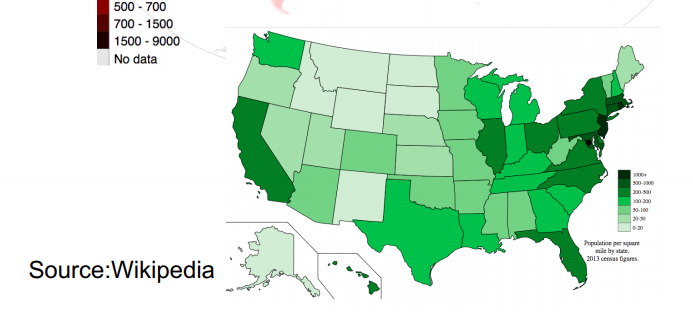 500 - 700
700 - 1500
1500 - 9000
No data
1000+
500-1000
200-500
100-200
50-100
20-50
0-20
Population per square
mile by state.
2013 census figures.
Source:Wikipedia